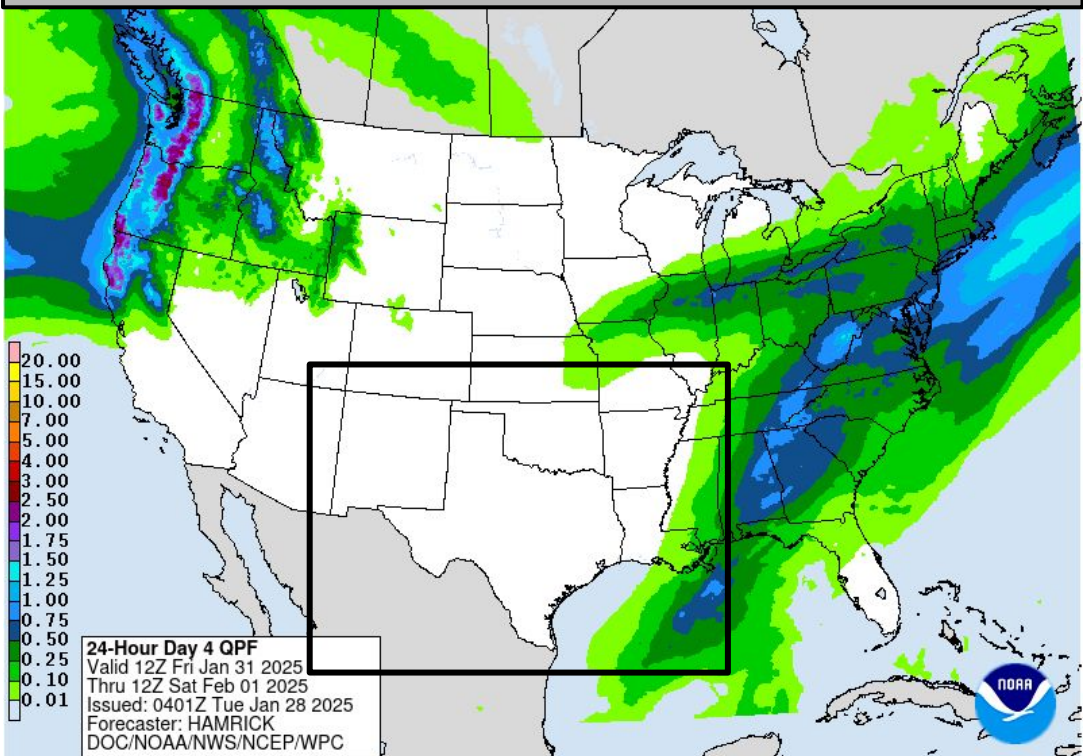 20.00
15.00
10.00
7.00
5.00
4.00
3.00
2.50
2.00
1.75
1.50
1.25
1.00
0.75
0.50
0.25
0.10
0.01
24-Hour Day 4 QPF
Valid 12Z Fri Jan 31 2025
Thru 12Z Sat Feb 01 2025
Issued: 0401Z Tue Jan 28 2025
Forecaster: HAMRICK
DOC/NOAA/NWS/NCEP/WPC
NOAA